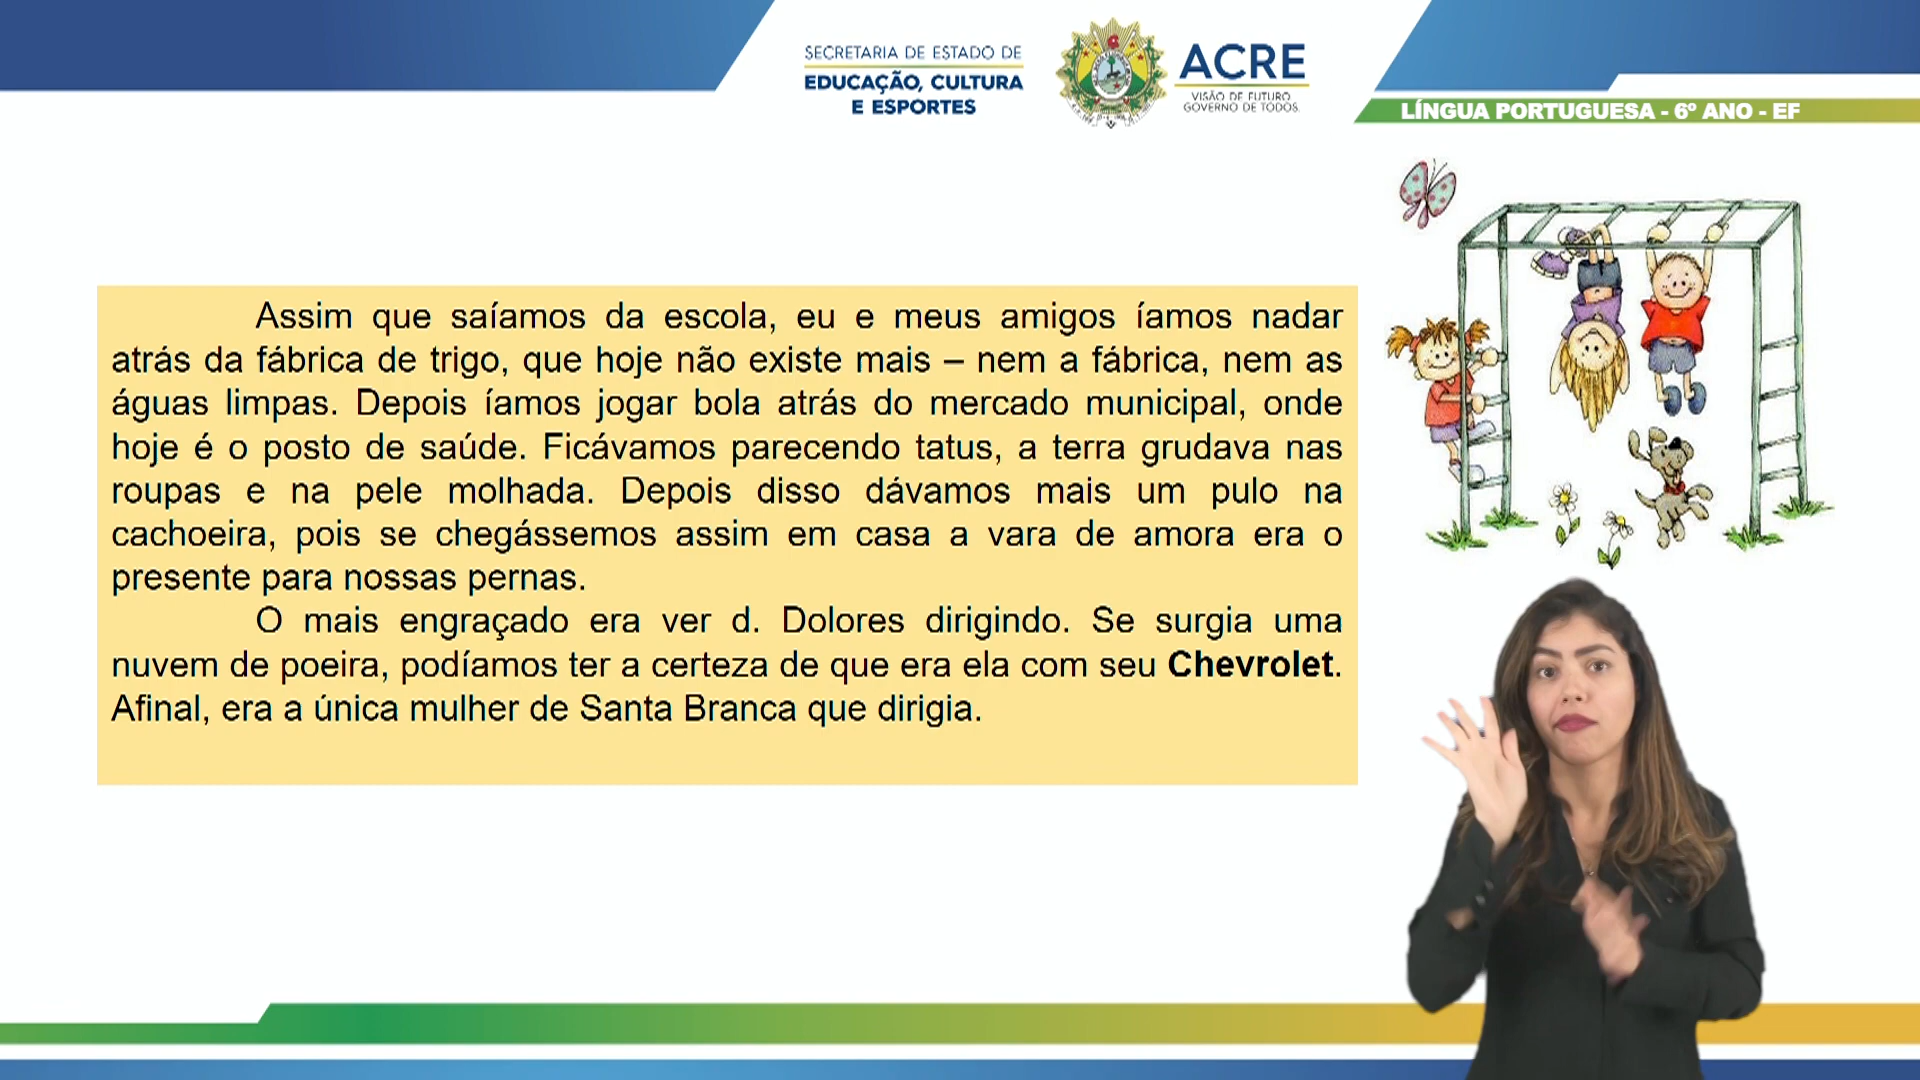 SECRETARIA DE ESTADO DE
EDUCAÇÃO, CULTURA
E ESPORTES
ACRE
VISÃO DE FUTURO
GOVERNO DE TODOS.
LÍNGUA PORTUGUESA - 6º ANO - EF
Assim que saíamos da escola, eu e meus amigos íamos nadar
atrás da fábrica de trigo, que hoje não existe mais – nem a fábrica, nem as
águas limpas. Depois íamos jogar bola atrás do mercado municipal, onde
hoje é o posto de saúde. Ficávamos parecendo tatus, a terra grudava nas
roupas e na pele molhada. Depois disso dávamos mais um pulo na
cachoeira, pois se chegássemos assim em casa a vara de amora era o
presente para nossas pernas.
O mais engraçado era ver d. Dolores dirigindo. Se surgia uma
nuvem de poeira, podíamos ter a certeza de que era ela com seu Chevrolet.
Afinal, era a única mulher de Santa Branca que dirigia.